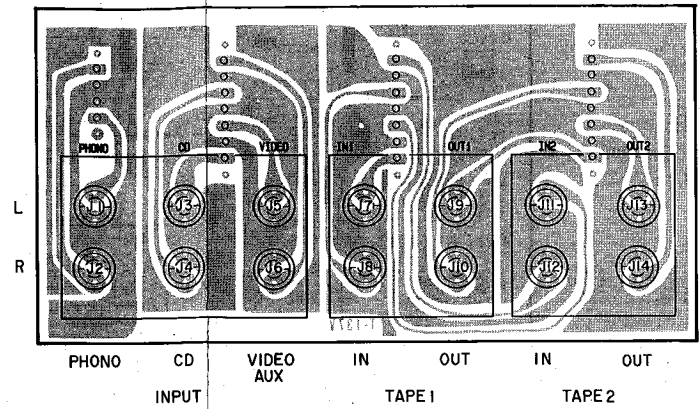 PHONO CD VIDEO IN1 OUT1 IN2 OUT2
L J1 J3 J5 J7 J9 J11 J13
R J2 J4 J6 J8 J10 J12 J14
PHONO CD VIDEO IN OUT IN OUT
AUX
INPUT TAPE 1 TAPE 2